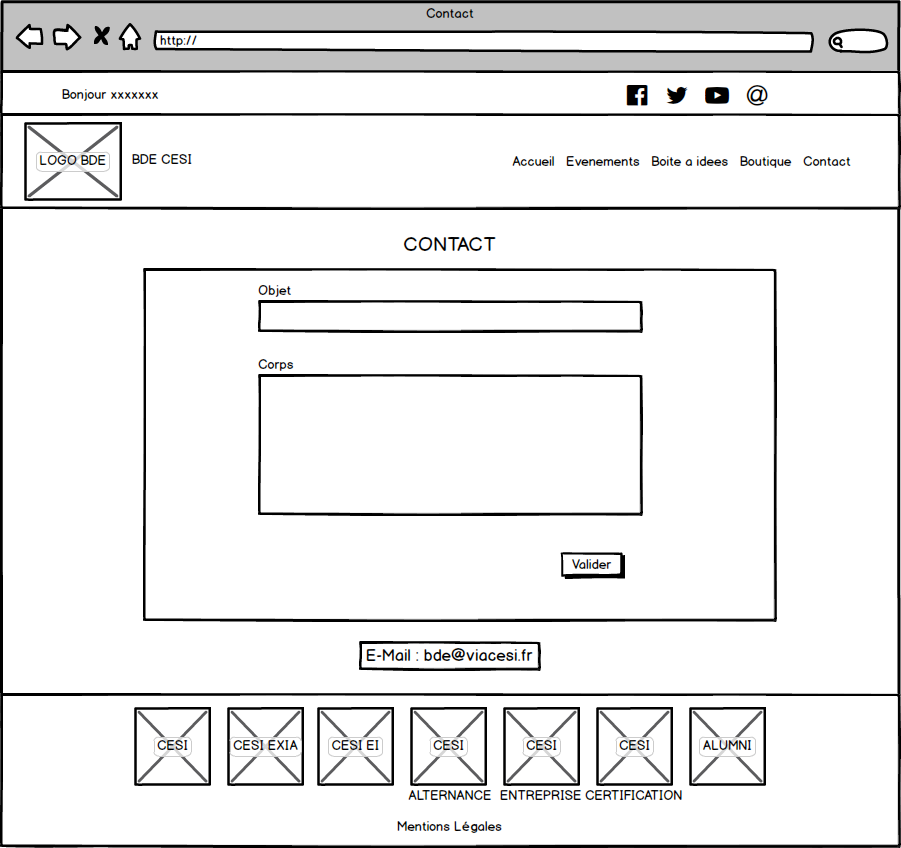 Contact
http://
Bonjour xxxxxxx
@
LOGO BDE
BDE CESI
Accueil Evenements Boite a idees Boutique Contact
CONTACT
Objet
Corps
Valider
E-Mail : bde@viacesi.fr
CESI CESI EXIA CESI EI CESI CESI CESI ALUMNI
ALTERNANCE ENTREPRISE CERTIFICATION
Mentions Légales